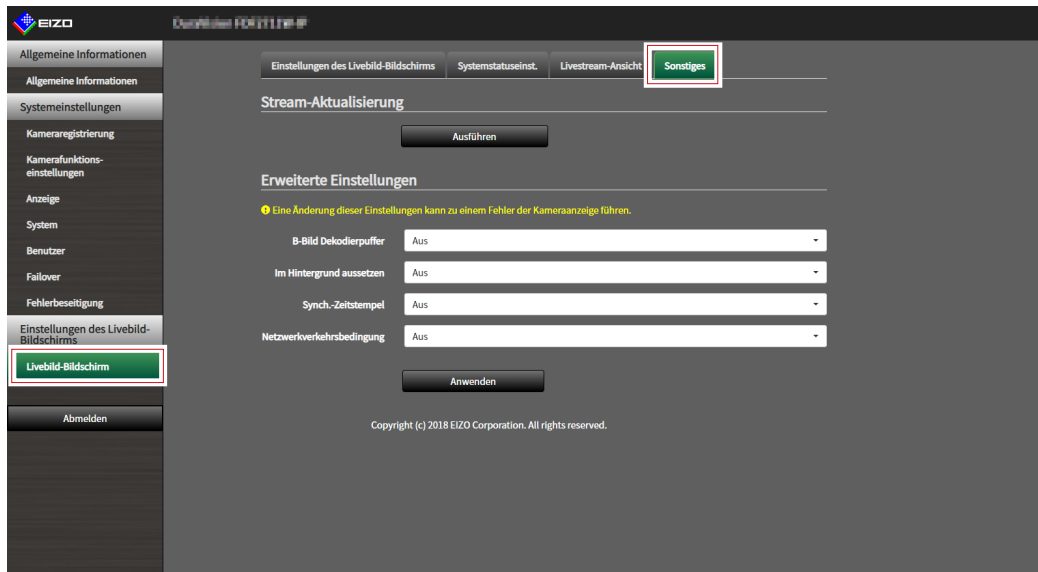 EIZO
Allgemeine Informationen
Allgemeine Informationen
Systemeinstellungen
Kameraregistrierung
Kamerafunktions-
einstellungen
Anzeige
System
Benutzer
Failover
Fehlerbeseitigung
Einstellungen des Livebild-
Bildschirms
Livebild-Bildschirm
Abmelden
Einstellungen des Livebild-Bildschirms Systemstatuseinst. Livestream-Ansicht Sonstiges
Stream-Aktualisierung
Ausführen
Erweiterte Einstellungen
Eine Änderung dieser Einstellungen kann zu einem Fehler der Kameraanzeige führen.
B-Bild Dekodierpuffer Aus
Im Hintergrund aussetzen Aus
Synch.-Zeitstempel Aus
Netzwerkverkehrsbedingung Aus
Anwenden
Copyright (c) 2018 EIZO Corporation. All rights reserved.